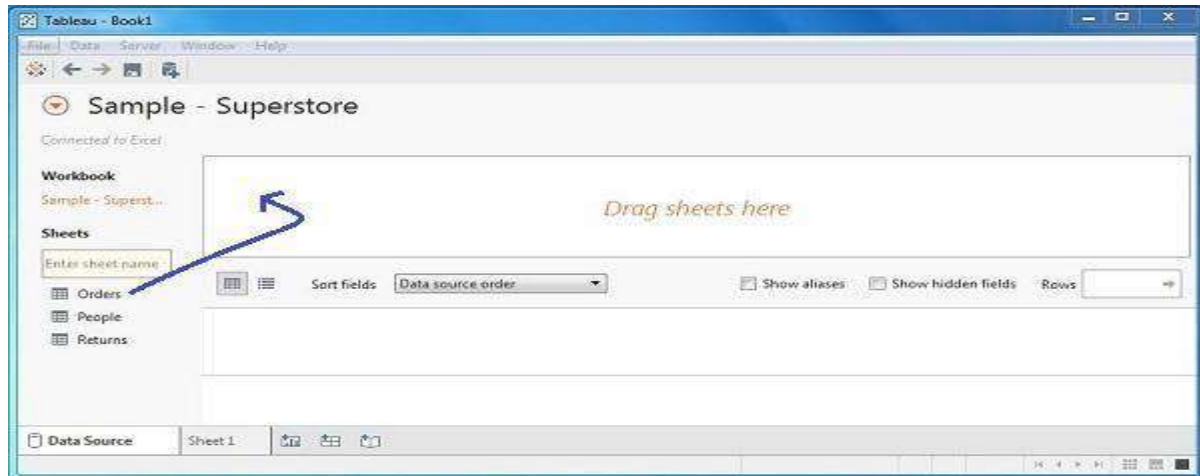 Tableau - Book1
File Data Server Window Help
Sample - Superstore
Connected to Excel
Workbook
Sample - Superst...
Sheets
Enter sheet name
Orders
People
Returns
Drag sheets here
Sort fields Data source order Show aliases Show hidden fields Rows
Data Source Sheet 1